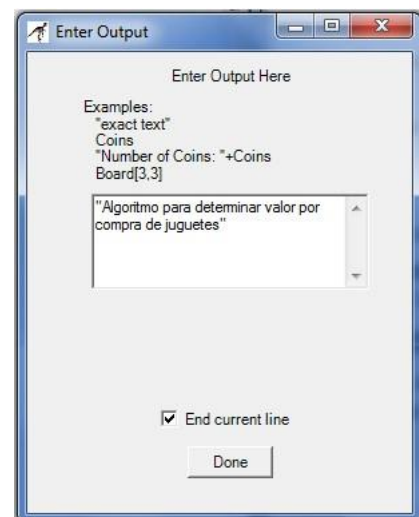 Enter Output
Enter Output Here
Examples:
"exact text"
Coins
"Number of Coins: "+Coins
Board[3,3]
"Algoritmo para determinar valor por
compra de juguetes"
End current line
Done